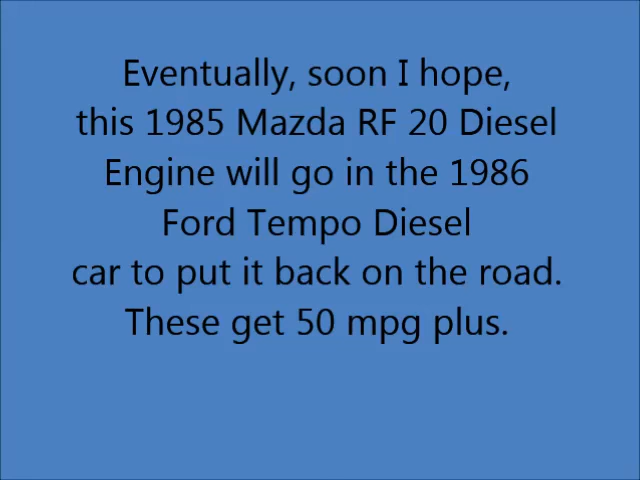 Eventually, soon I hope,
this 1985 Mazda RF 20 Diesel
Engine will go in the 1986
Ford Tempo Diesel
car to put it back on the road.
These get 50 mpg plus.